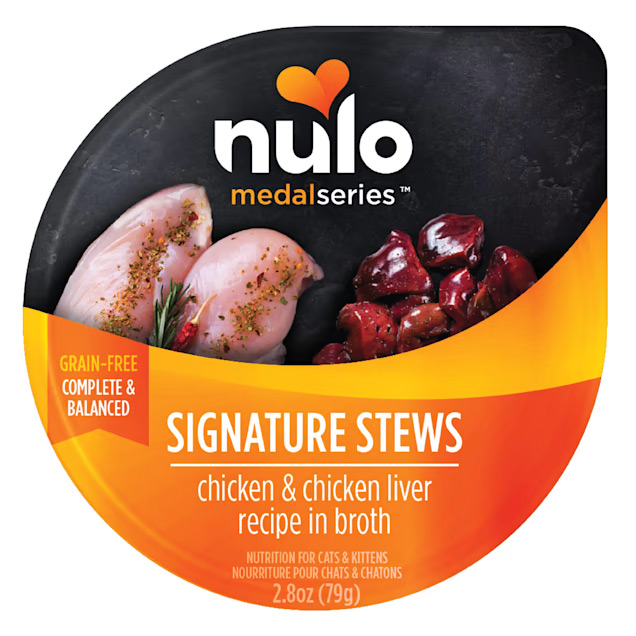 nulo
medalseries™
GRAIN-FREE
COMPLETE &
BALANCED
SIGNATURE STEWS
chicken & chicken liver
recipe in broth
NUTRITION FOR CATS & KITTENS
NOURRITURE POUR CHATS & CHATONS
2.8oz (79g)